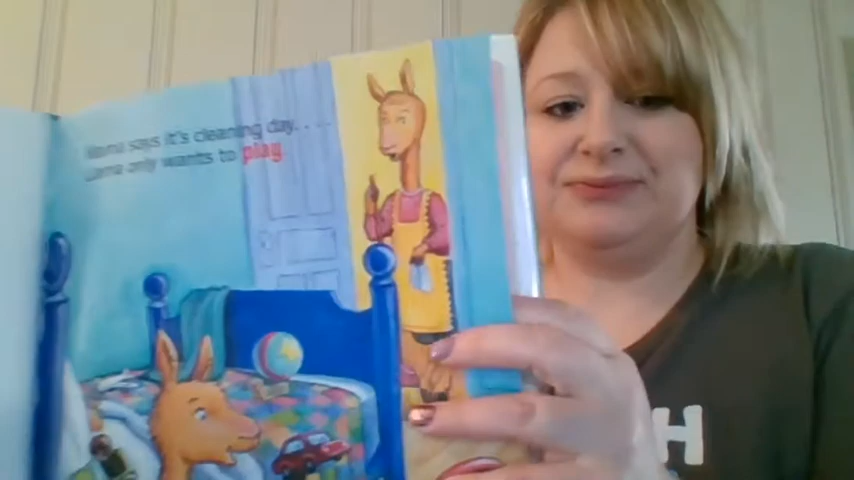 Mama says it's cleaning day. . . .
Llama only wants to play
H